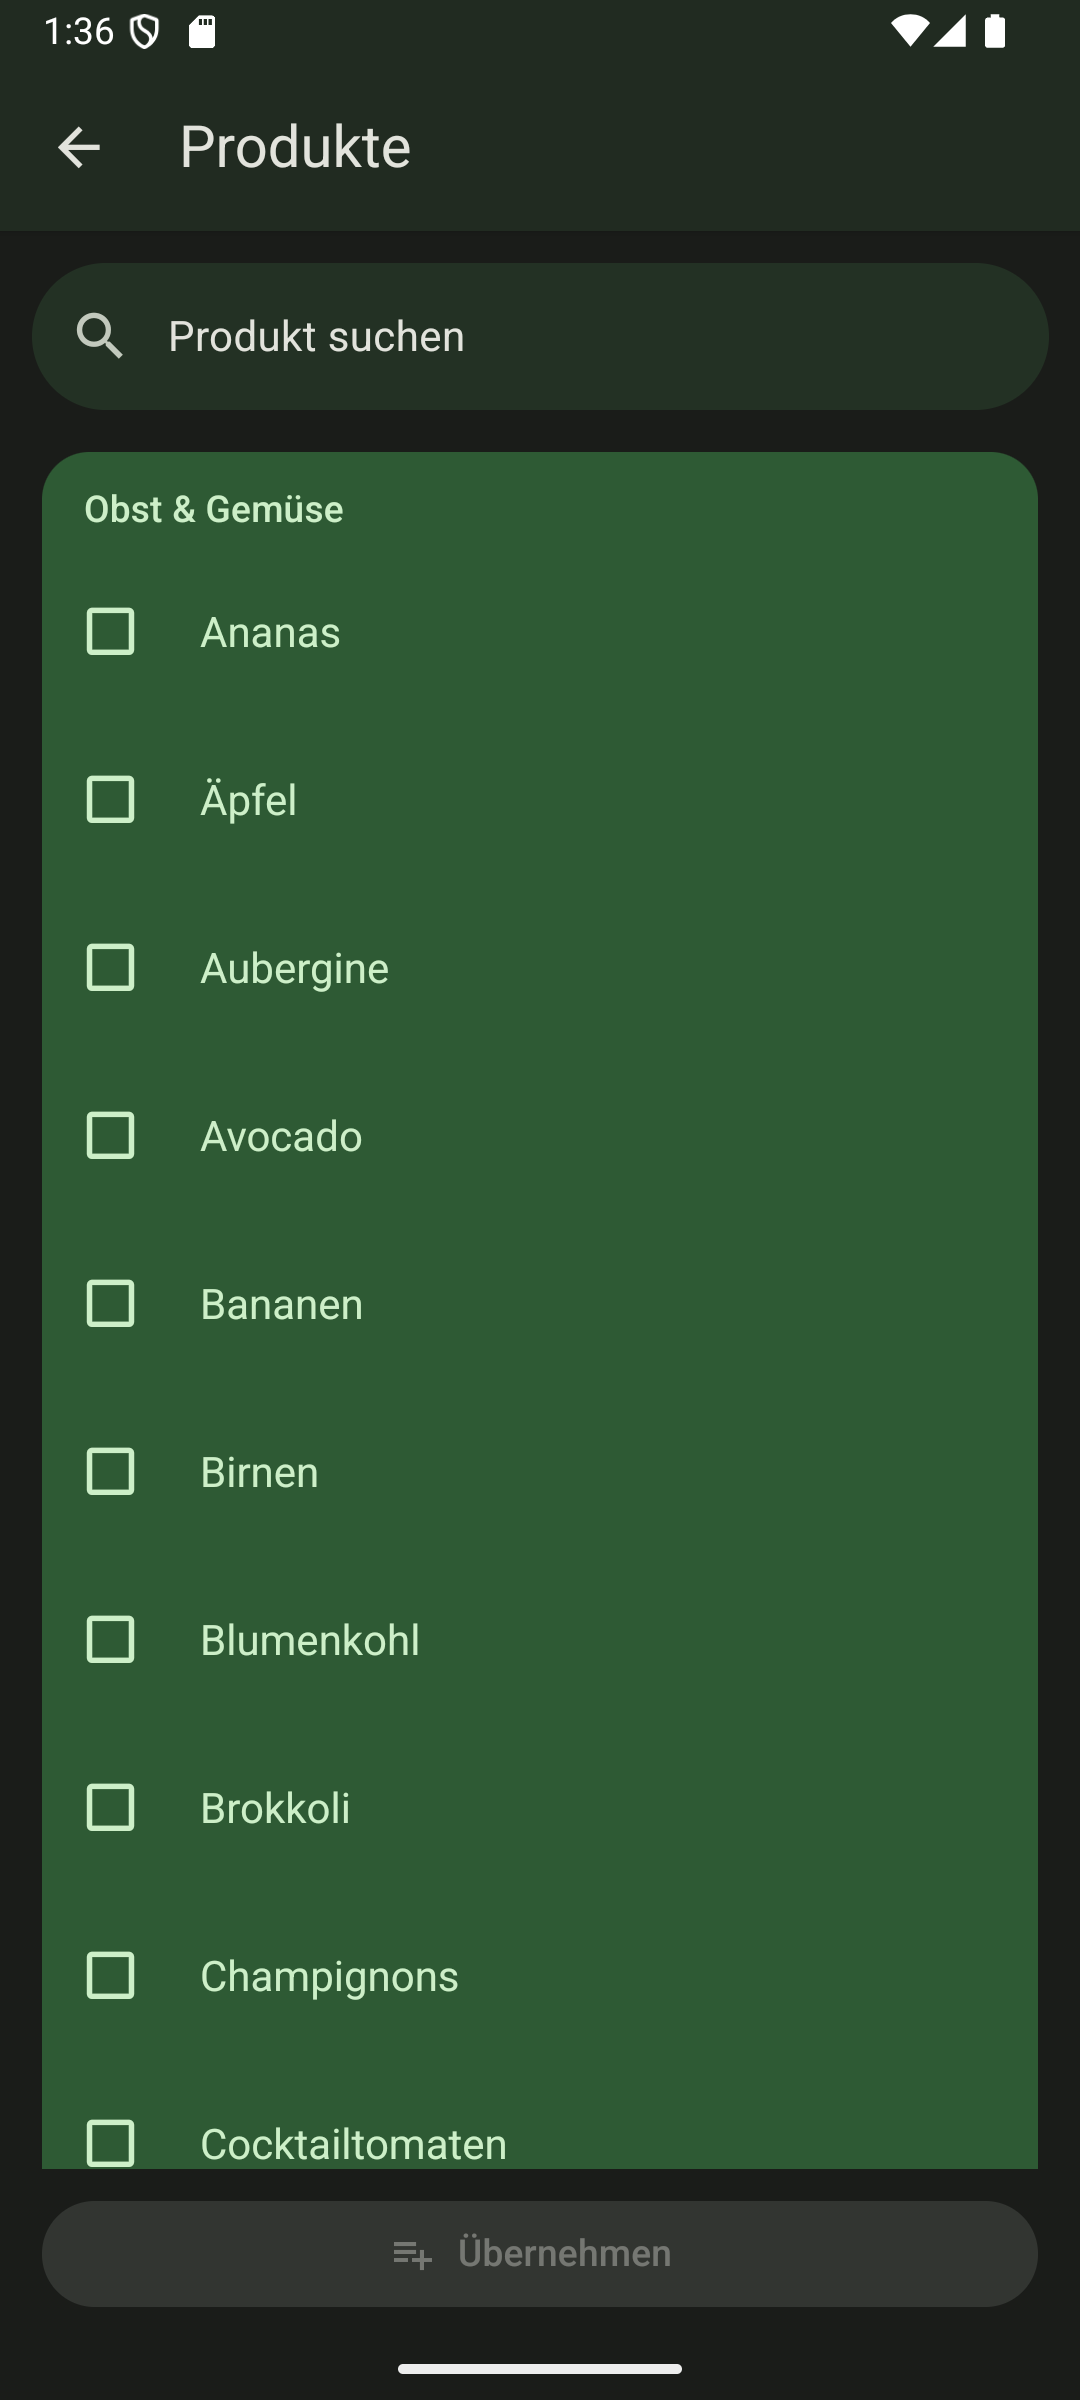 1:36
Produkte
Produkt suchen
Obst & Gemüse
Ananas
Äpfel
Aubergine
Avocado
Bananen
Birnen
Blumenkohl
Brokkoli
Champignons
Cocktailtomaten
Übernehmen